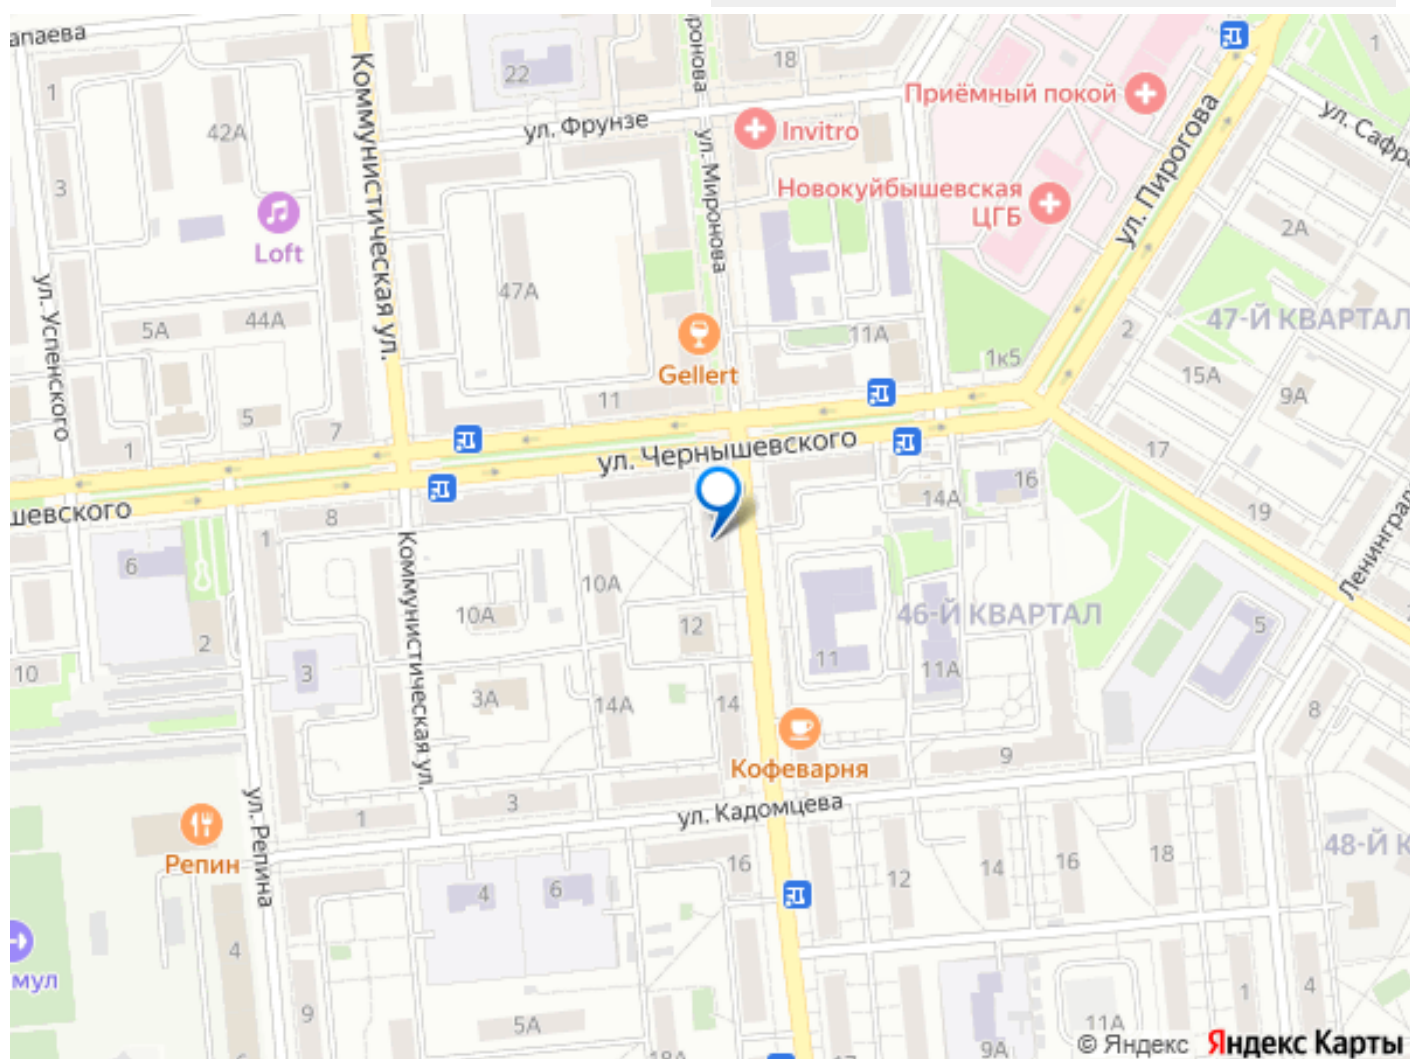 апаева
1
22
18
Приёмный покой
1
Коммунистическая ул.
ронова
ул. Фрунзе
Invitro
ул. Сафра
42А
3
ул. Миронова
Новокуйбышевская
ЦГБ
ул. Пирогова
2А
Loft
47А
ул. Успенского
5А
44А
11А
47-Й КВАРТАЛ
2
Gellert
1к5
15А
9А
5
7
11
1
17
ул. Чернышевского
16
14А
шевского
8
1
19
Ленинград
6
Коммунистическая ул.
10А
10А
12
46-Й КВАРТАЛ
5
2
11
11А
10
3
3А
14А
14
8
Кофеварня
9
3
1
ул. Кадомцева
ул. Репина
Репин
16
12
14
16
18
48-Й К
4
6
4
мул
9
5А
18А
1
4
11А
9А
6
17
© Яндекс Яндекс Карты